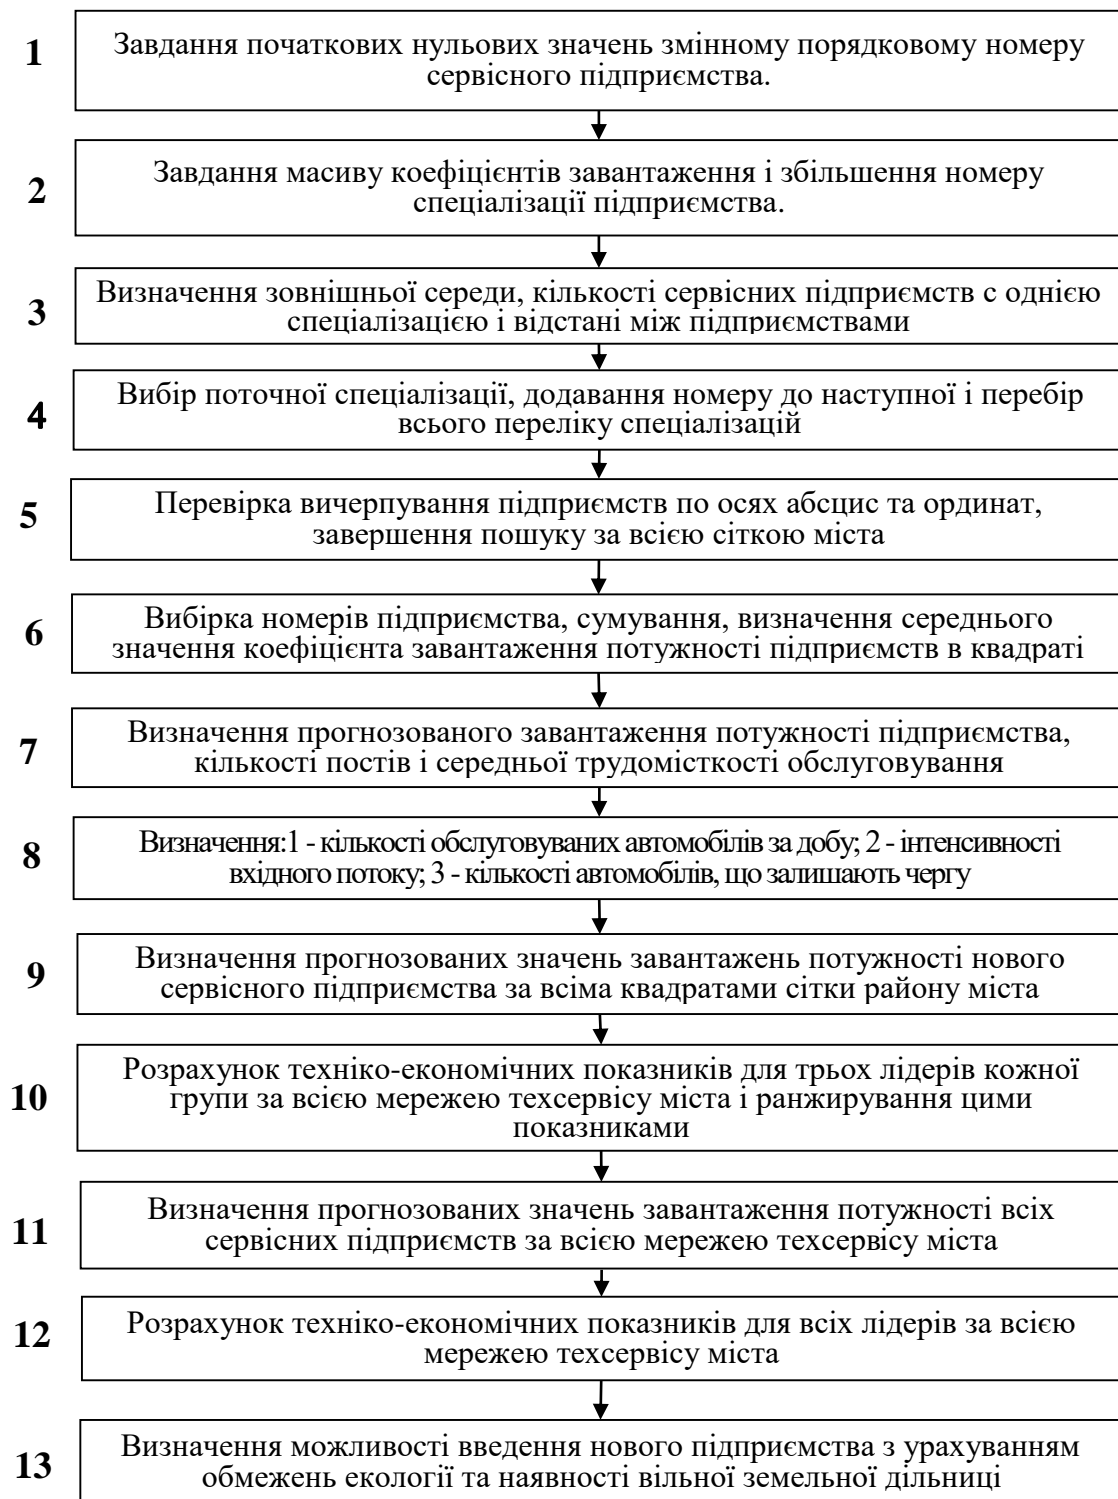 1
Завдання початкових нульових значень змінному порядковому номеру
сервісного підприємства.
2
Завдання масиву коефіцієнтів завантаження і збільшення номеру
спеціалізації підприємства.
3
Визначення зовнішньої середи, кількості сервісних підприємств с однією
спеціалізацією і відстані між підприємствами
4
Вибір поточної спеціалізації, додавання номеру до наступної і перебір
всього переліку спеціалізацій
5
Перевірка вичерпування підприємств по осях абсцис та ординат,
завершення пошуку за всією сіткою міста
6
Вибірка номерів підприємства, сумування, визначення середнього
значення коефіцієнта завантаження потужності підприємств в квадраті
7
Визначення прогнозованого завантаження потужності підприємства,
кількості постів і середньої трудомісткості обслуговування
8
Визначення:1 - кількості обслуговуваних автомобілів за добу; 2 - інтенсивності
вхідного потоку; 3 - кількості автомобілів, що залишають чергу
9
Визначення прогнозованих значень завантажень потужності нового
сервісного підприємства за всіма квадратами сітки району міста
10
Розрахунок техніко-економічних показників для трьох лідерів кожної
групи за всією мережею техсервісу міста і ранжирування цими
показниками
11
Визначення прогнозованих значень завантаження потужності всіх
сервісних підприємств за всією мережею техсервісу міста
12
Розрахунок техніко-економічних показників для всіх лідерів за всією
мережею техсервісу міста
13
Визначення можливості введення нового підприємства з урахуванням
обмежень екології та наявності вільної земельної дільниці